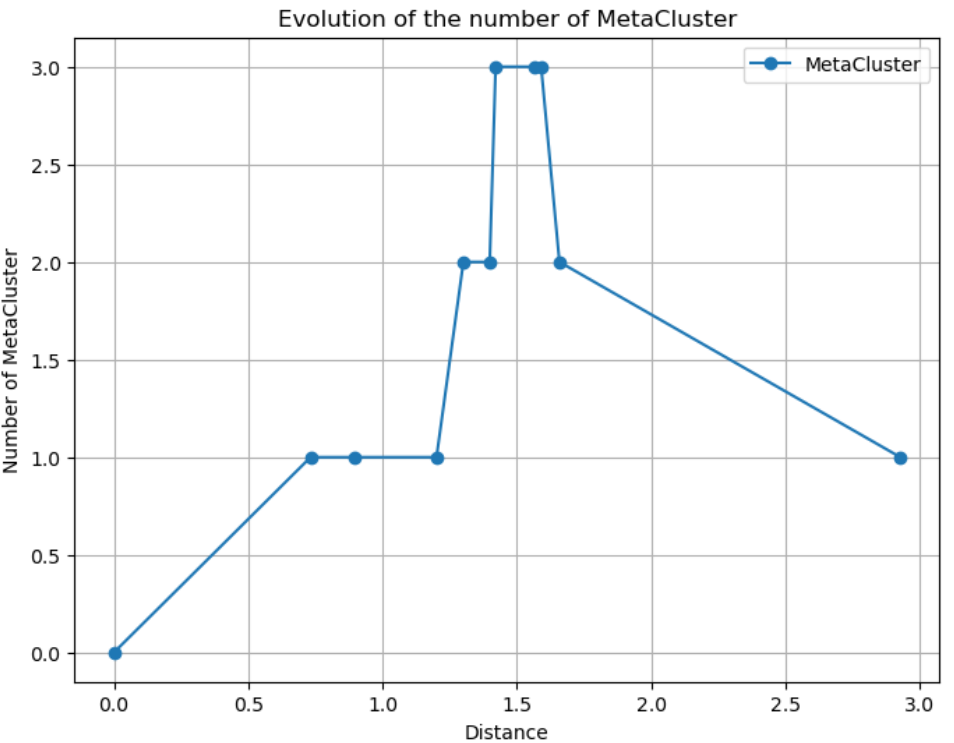 Evolution of the number of MetaCluster
MetaCluster
3.0
2.5
2.0
1.5
1.0
0.5
0.0
Number of MetaCluster
0.0 0.5 1.0 1.5 2.0 2.5 3.0
Distance